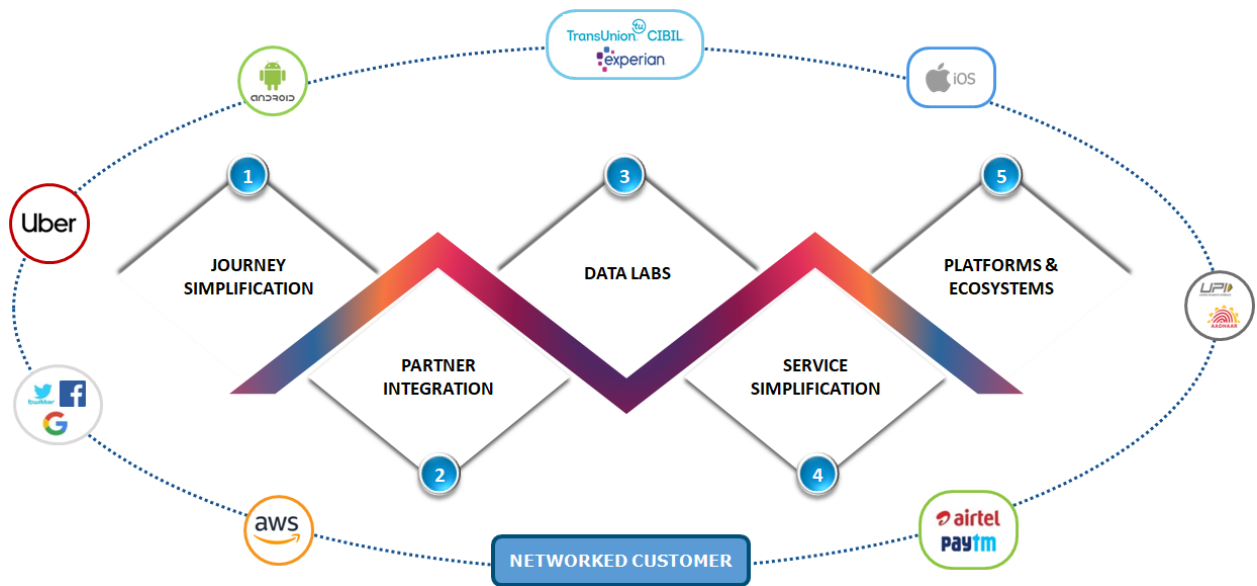 TransUnion tu CIBIL
experian
android
iOS
1
3
5
Uber
JOURNEY
SIMPLIFICATION
DATA LABS
PLATFORMS &
ECOSYSTEMS
UPI
AADHAAR
PARTNER
INTEGRATION
SERVICE
SIMPLIFICATION
twitter
f
G
2
4
aws
airtel
paytm
NETWORKED CUSTOMER